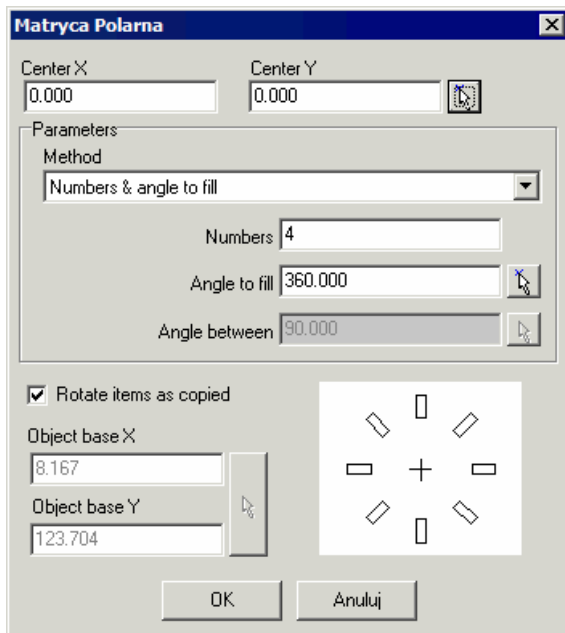 Matryca Polarna
Center X Center Y
0.000 0.000
Parameters
Method
Numbers & angle to fill
Numbers 4
Angle to fill 360.000
Angle between 90.000
Rotate items as copied
Object base X
8.167
Object base Y
123.704
OK Anuluj